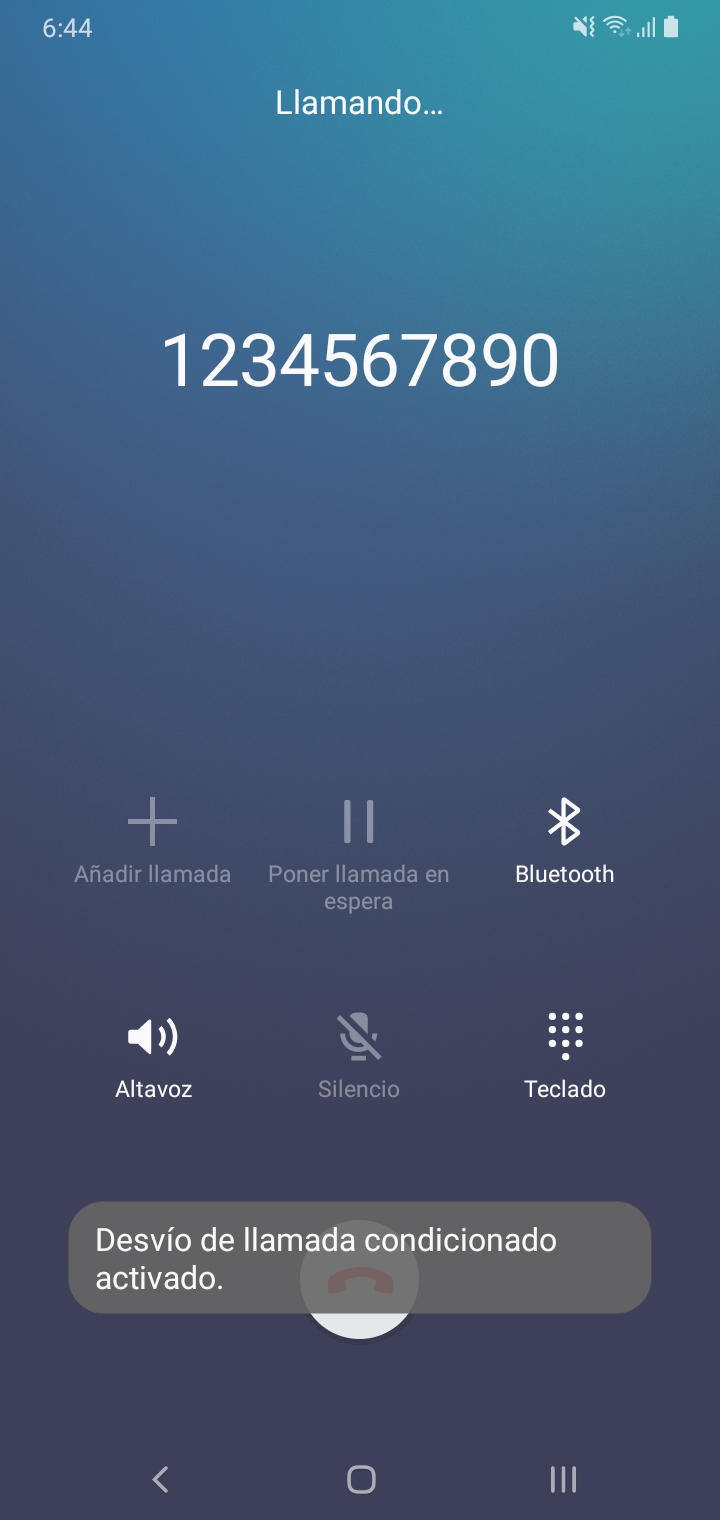 6:44
Llamando...
1234567890
Añadir llamada
Poner llamada en
espera
Bluetooth
Altavoz
Silencio
Teclado
Desvío de llamada condicionado
activado.